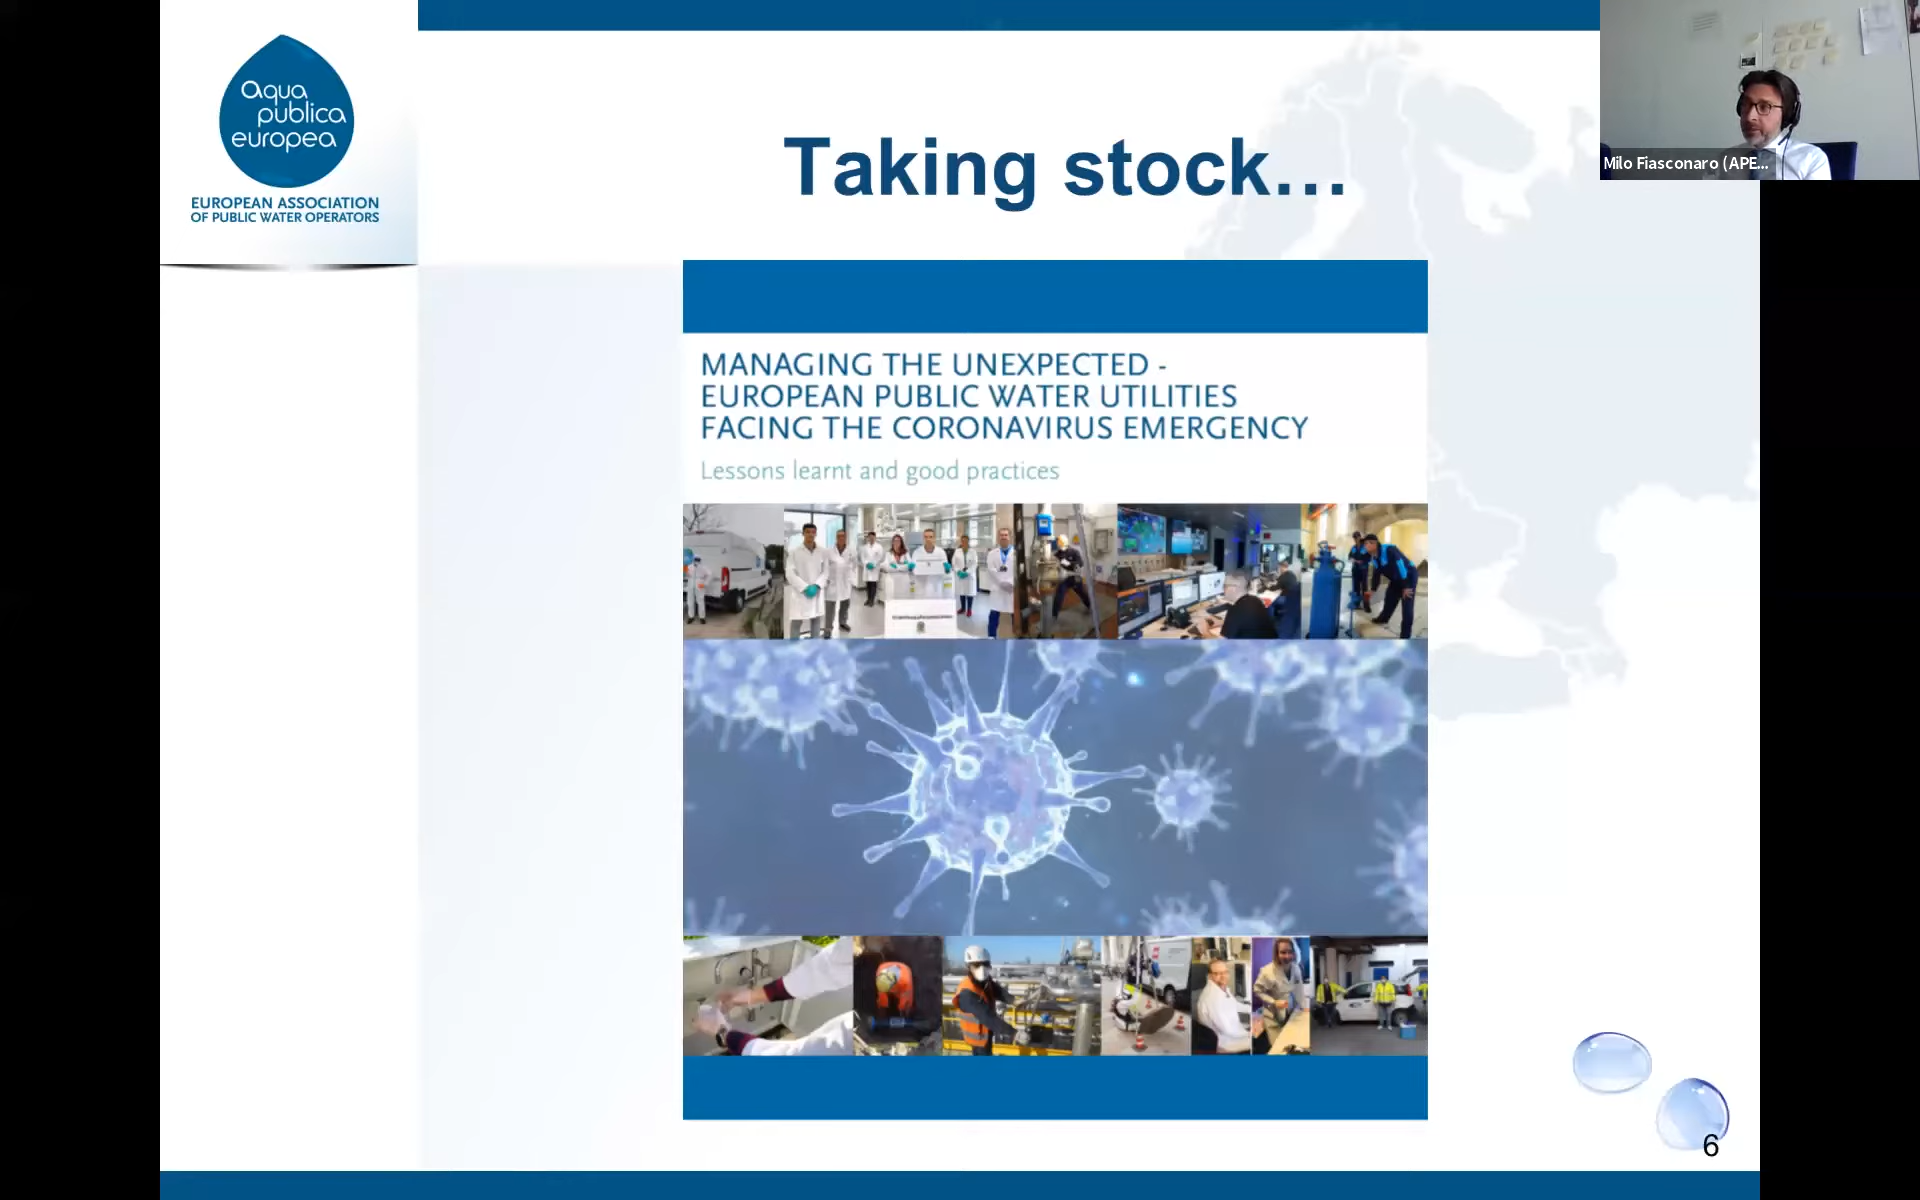 aqua
publica
europea
EUROPEAN ASSOCIATION
OF PUBLIC WATER OPERATORS
Taking stock...
Milo Fiasconaro (APE...
MANAGING THE UNEXPECTED -
EUROPEAN PUBLIC WATER UTILITIES
FACING THE CORONAVIRUS EMERGENCY
Lessons learnt and good practices
6